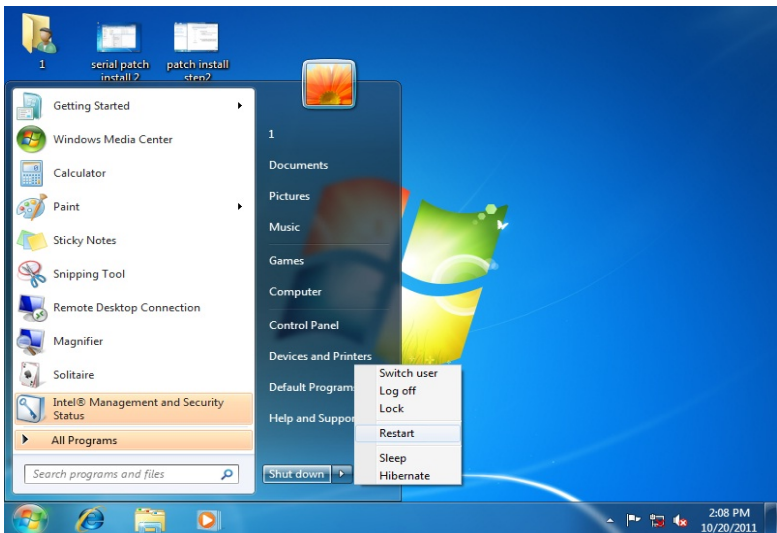 1
serial patch
install 2
patch install
step2
Getting Started
Windows Media Center
Calculator
Paint
Sticky Notes
Snipping Tool
Remote Desktop Connection
Magnifier
Solitaire
Intel® Management and Security
Status
All Programs
Search programs and files
1
Documents
Pictures
Music
Games
Computer
Control Panel
Devices and Printers
Default Program
Help and Suppor
Shut down
Switch user
Log off
Lock
Restart
Sleep
Hibernate
2:08 PM
10/20/2011